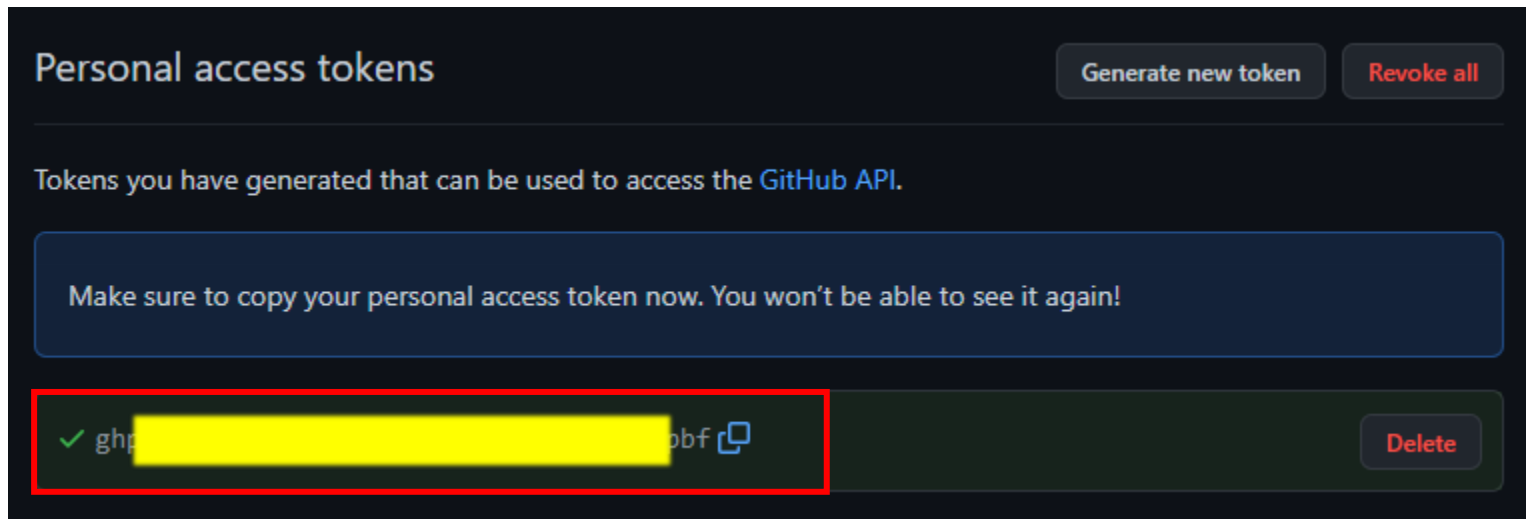 Personal access tokens
Generate new token
Revoke all
Tokens you have generated that can be used to access the GitHub API.
Make sure to copy your personal access token now. You won’t be able to see it again!
Delete